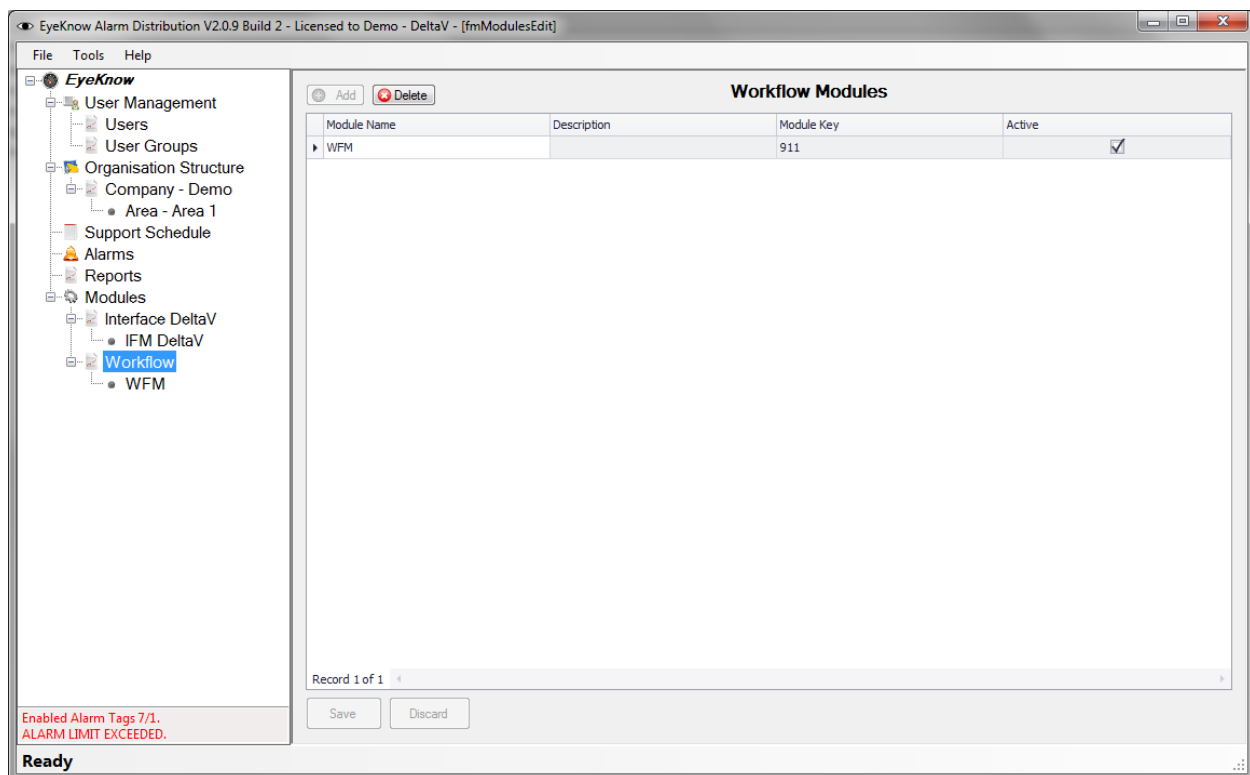 EyeKnow Alarm Distribution V2.0.9 Build 2 - Licensed to Demo - DeltaV - [fmModulesEdit]
File Tools Help
EyeKnow
User Management
Users
User Groups
Organisation Structure
Company - Demo
Area - Area 1
Support Schedule
Alarms
Reports
Modules
Interface DeltaV
IFM DeltaV
Workflow
WFM
Enabled Alarm Tags 7/1.
ALARM LIMIT EXCEEDED.
Add Delete Workflow Modules
Module Name Description Module Key Active
WFM 911
Record 1 of 1
Save Discard
Ready